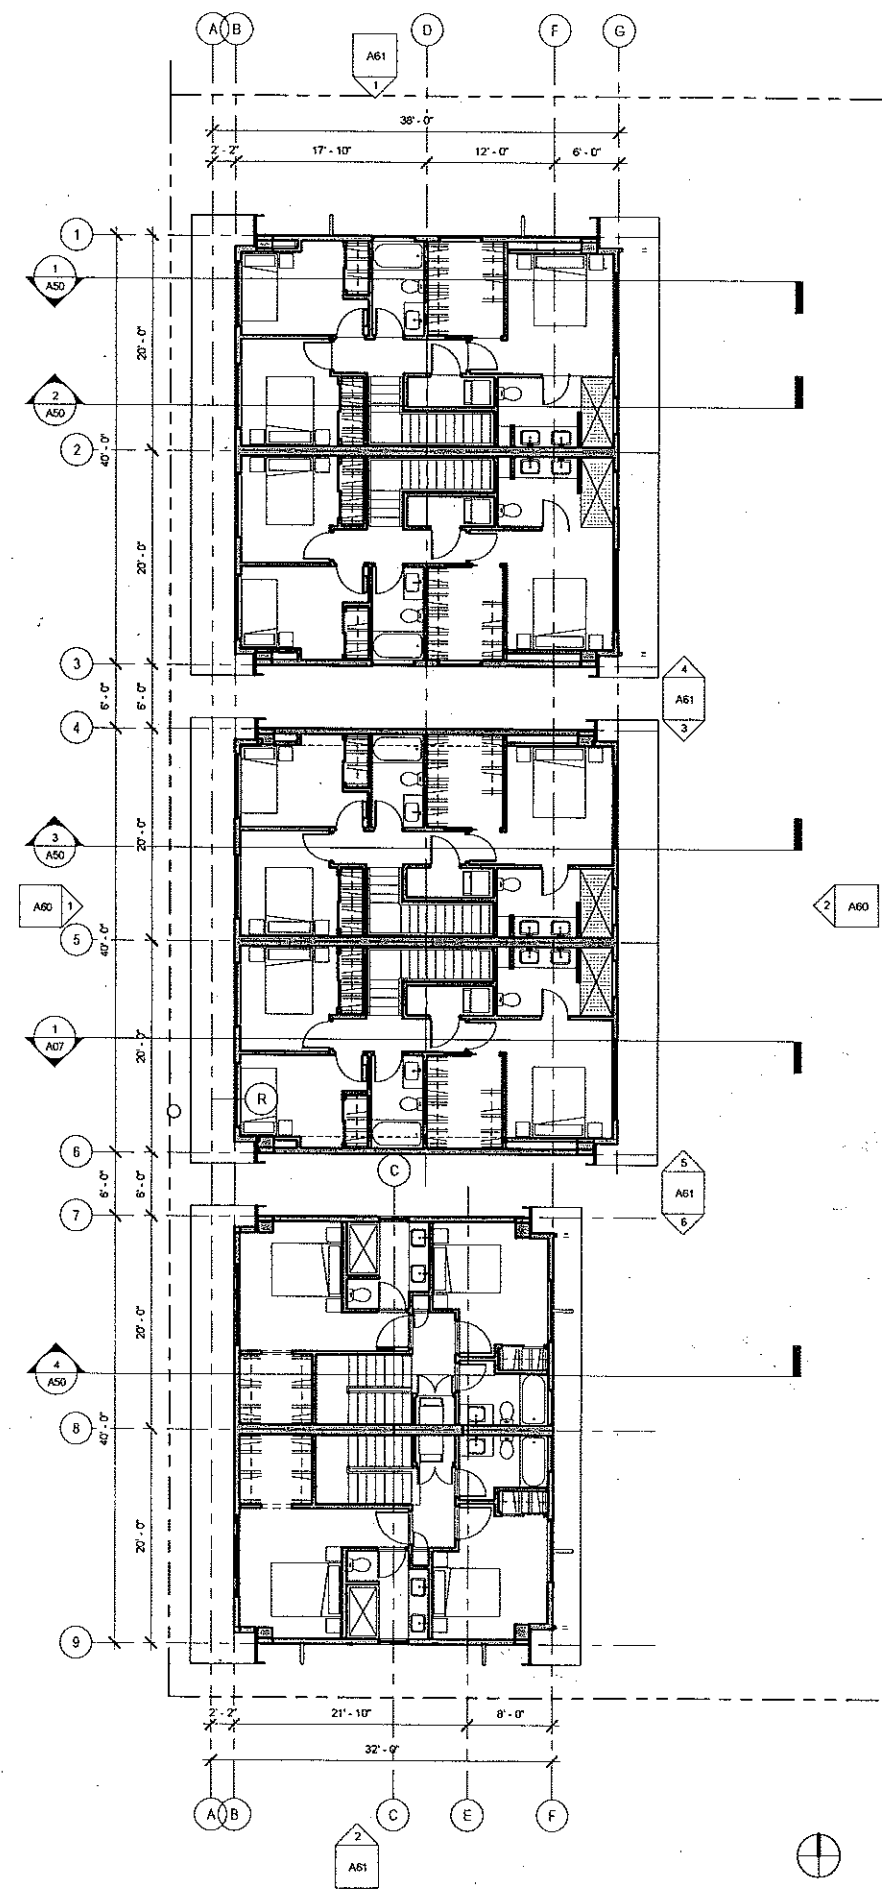 A B D F G
A61
1
38' - 0"
2' - 2" 17' - 10" 12' - 0" 6' - 0"
1
1
A50
20' - 0"
2
A50
2
40' - 0"
20' - 0"
3
4
A61
3
6' - 0" 6' - 0"
4
3
A50
20' - 0"
A60 1
2 A60
5
40' - 0"
1
A07
20' - 0"
R
6
C
5
A61
6
6' - 0" 6' - 0"
7
20' - 0"
4
A50
8
40' - 0"
20' - 0"
9
2' - 2" 21' - 10" 8' - 0"
32' - 0"
A B C E F
2
A61